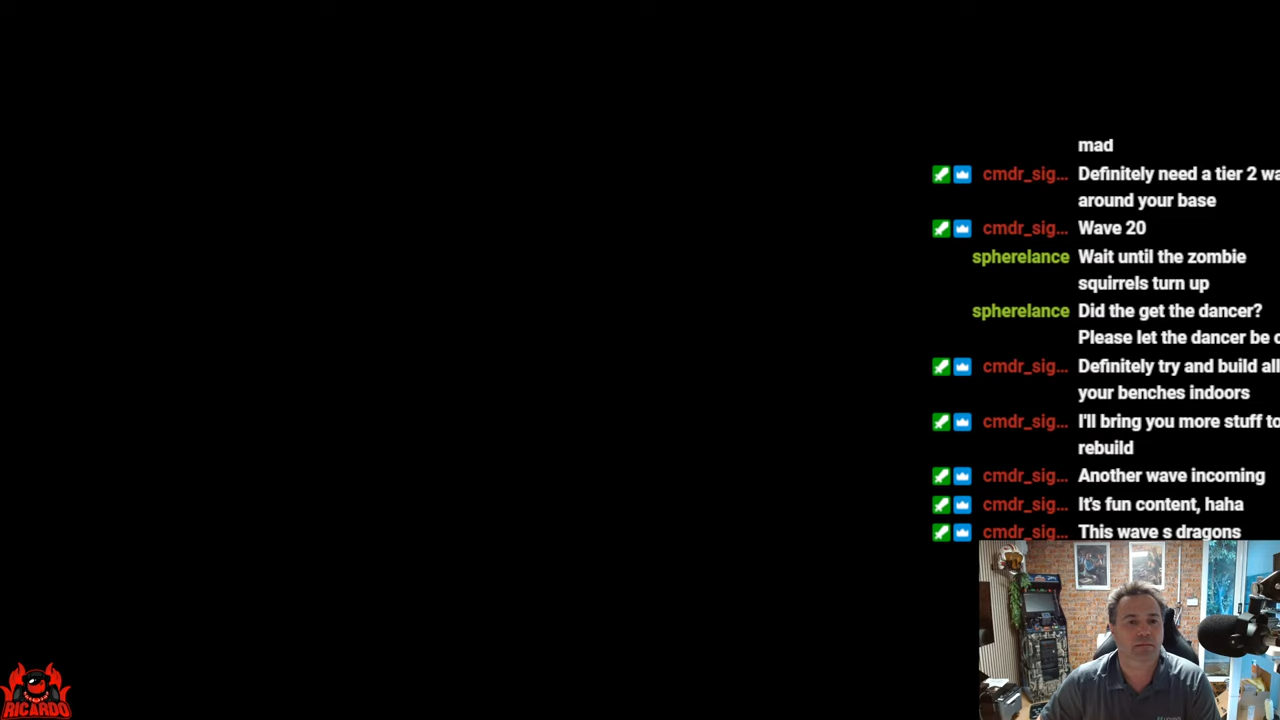 mad
cmdr_sig... Definitely need a tier 2
around your base
cmdr_sig... Wave 20
spherelance Wait until the zombie
squirrels turn up
spherelance Did the get the dancer?
Please let the dancer be
cmdr_sig... Definitely try and build all
your benches indoors
cmdr_sig... I'll bring you more stuff to
rebuild
cmdr_sig... Another wave incoming
cmdr_sig... It's fun content, haha
cmdr_sig... This wave s dragons
RICARDO